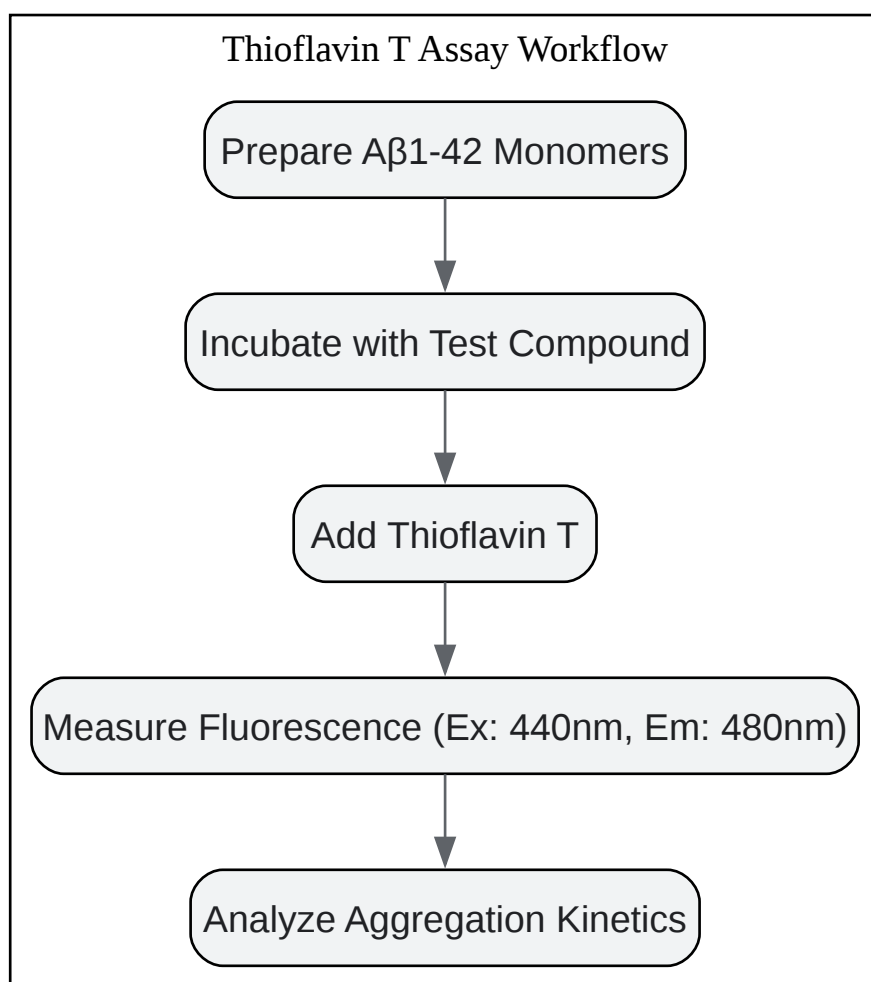 Thioflavin T Assay Workflow
Prepare Aβ1-42 Monomers
Incubate with Test Compound
Add Thioflavin T
Measure Fluorescence (Ex: 440nm, Em: 480nm)
Analyze Aggregation Kinetics